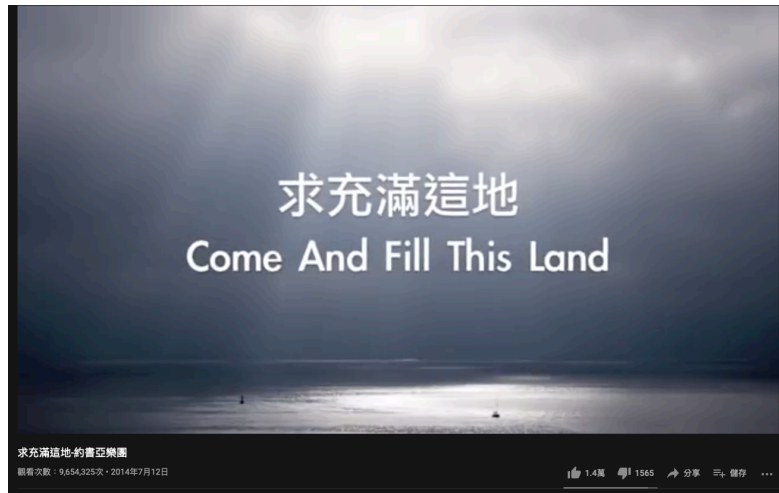 求充滿這地
Come And Fill This Land
求充滿這地-約書亞樂團
觀看次數：9,654,325次・2014年7月12日
1.4萬 1565 分享 儲存